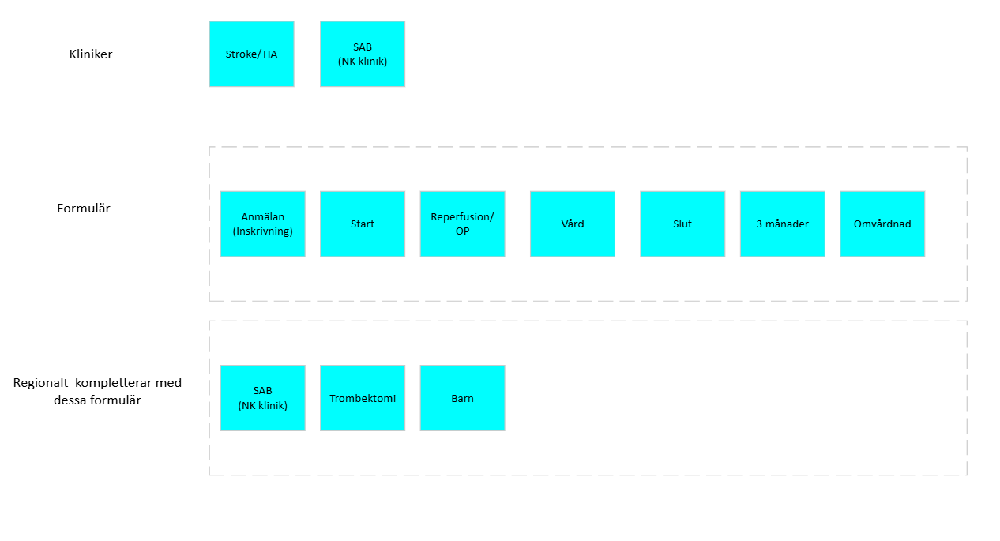 Kliniker
Stroke/TIA
SAB
(NK klinik)
Formulär
Anmälan
(Inskrivning)
Start
Reperfusion/
OP
Vård
Slut
3 månader
Omvårdnad
Regionalt  kompletterar med
dessa formulär
SAB
(NK klinik)
Trombektomi
Barn